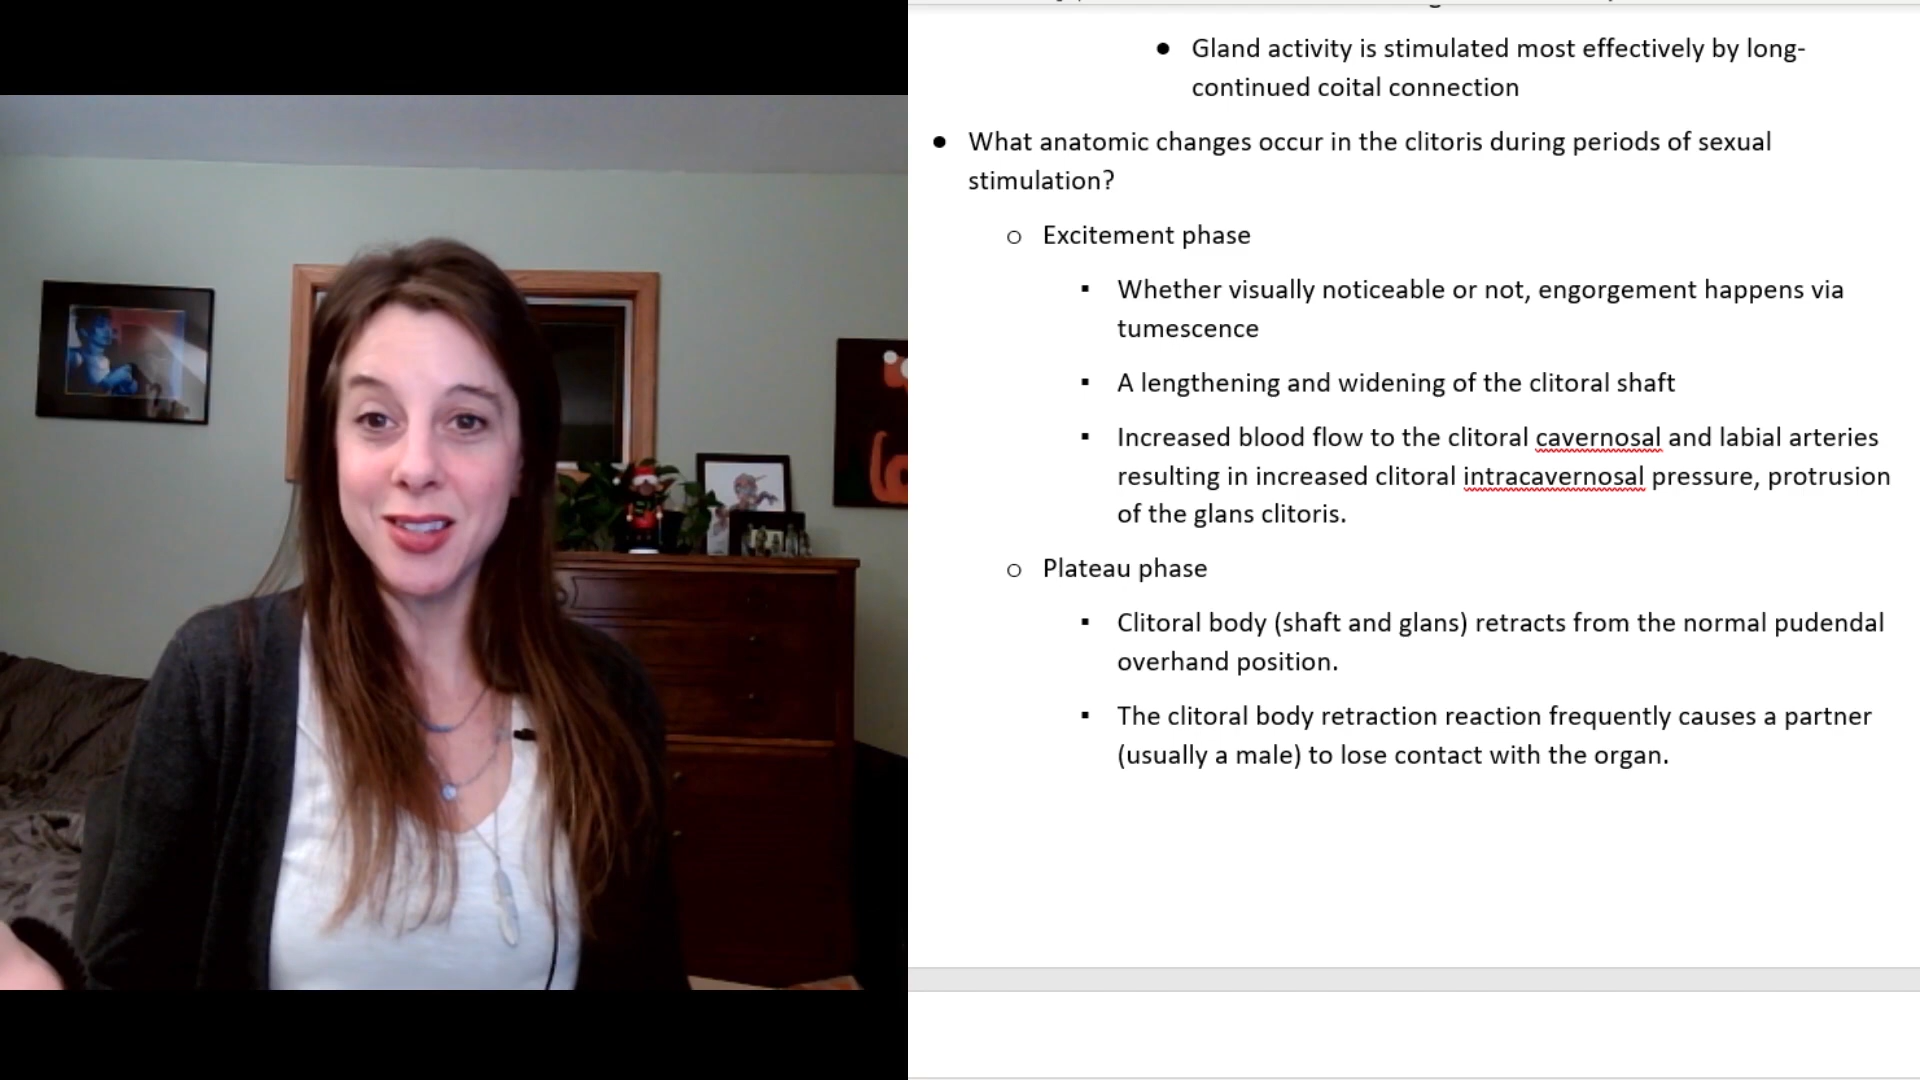 ● Gland activity is stimulated most effectively by long-
continued coital connection
● What anatomic changes occur in the clitoris during periods of sexual
stimulation?
o Excitement phase
▪ Whether visually noticeable or not, engorgement happens via
tumescence
▪ A lengthening and widening of the clitoral shaft
▪ Increased blood flow to the clitoral cavernosal and labial arteries
resulting in increased clitoral intracavernosal pressure, protrusion
of the glans clitoris.
o Plateau phase
▪ Clitoral body (shaft and glans) retracts from the normal pudendal
overhand position.
▪ The clitoral body retraction reaction frequently causes a partner
(usually a male) to lose contact with the organ.